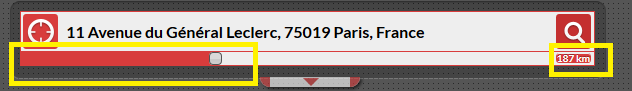 11 Avenue du Général Leclerc, 75019 Paris, France
187 km